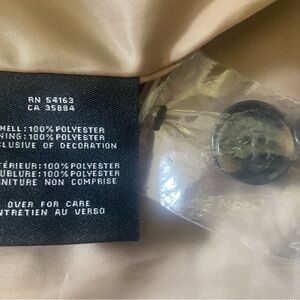 RN 54163
CA 35884
HELL:100%POLYESTER
NING:100%POLYESTER
CLUSIVE OF DECORATION
TÉRIEUR:100%POLYESTER
UBLURE:100%POLYESTER
NITURE NON COMPRISE
OVER FOR CARE
NTRETIEN AU VERSO